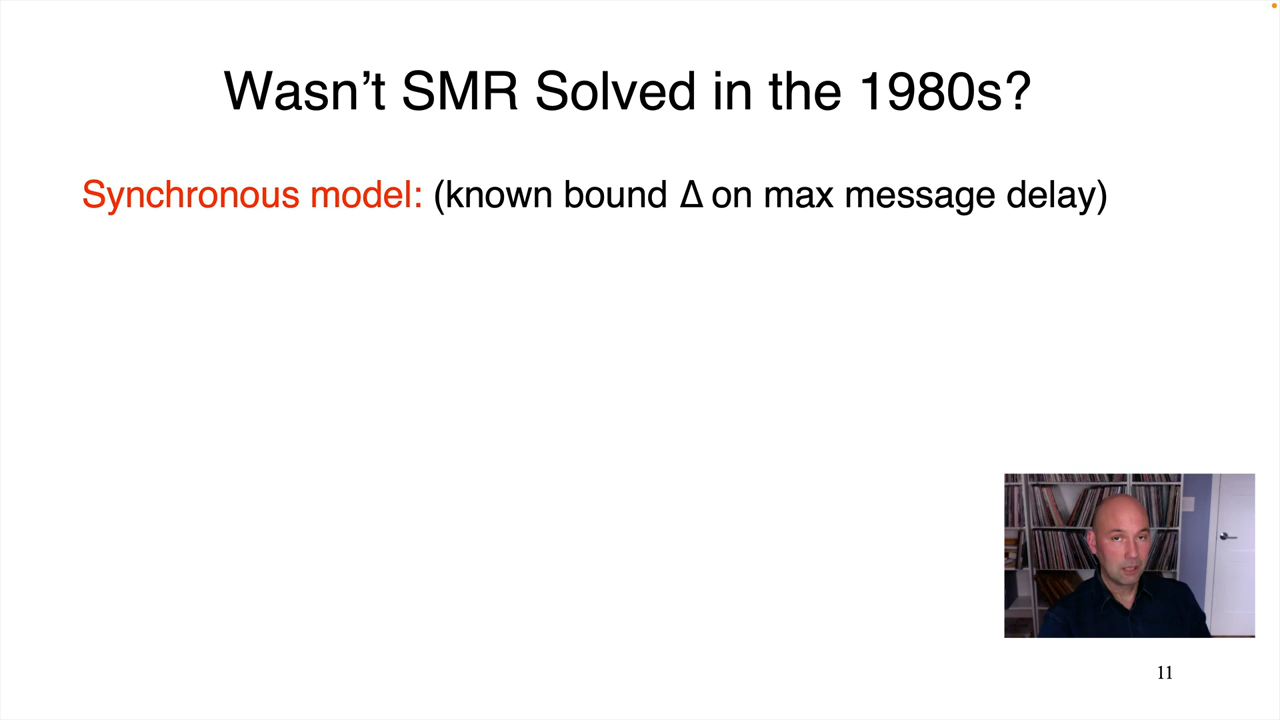 Wasn’t SMR Solved in the 1980s?
Synchronous model: (known bound Δ on max message delay)
11